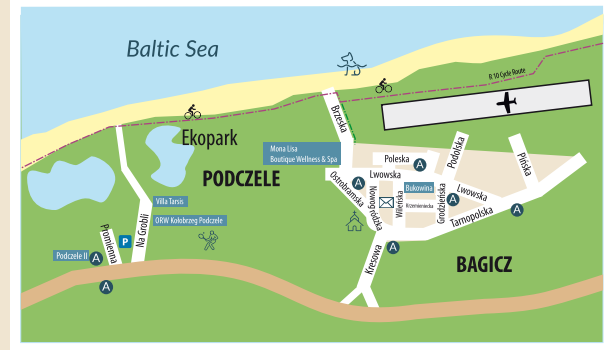 Baltic Sea
R 10 Cycle Route
Ekopark
Brzeska
Mona Lisa
Boutique Wellness & Spa
PODCZELE
Poleska
Podolska
Pińska
Lwowska
Ostrobramska
A
A
Nowogródzka
Wileńska
Bukowina
Krzemieniecka
Grodzieńska
A
Lwowska
Tarnopolska
A
Villa Tarsis
ORW Kołobrzeg Podczele
Promienna
P
Na Grobli
Podczele II
A
A
Kresowa
A
BAGICZ